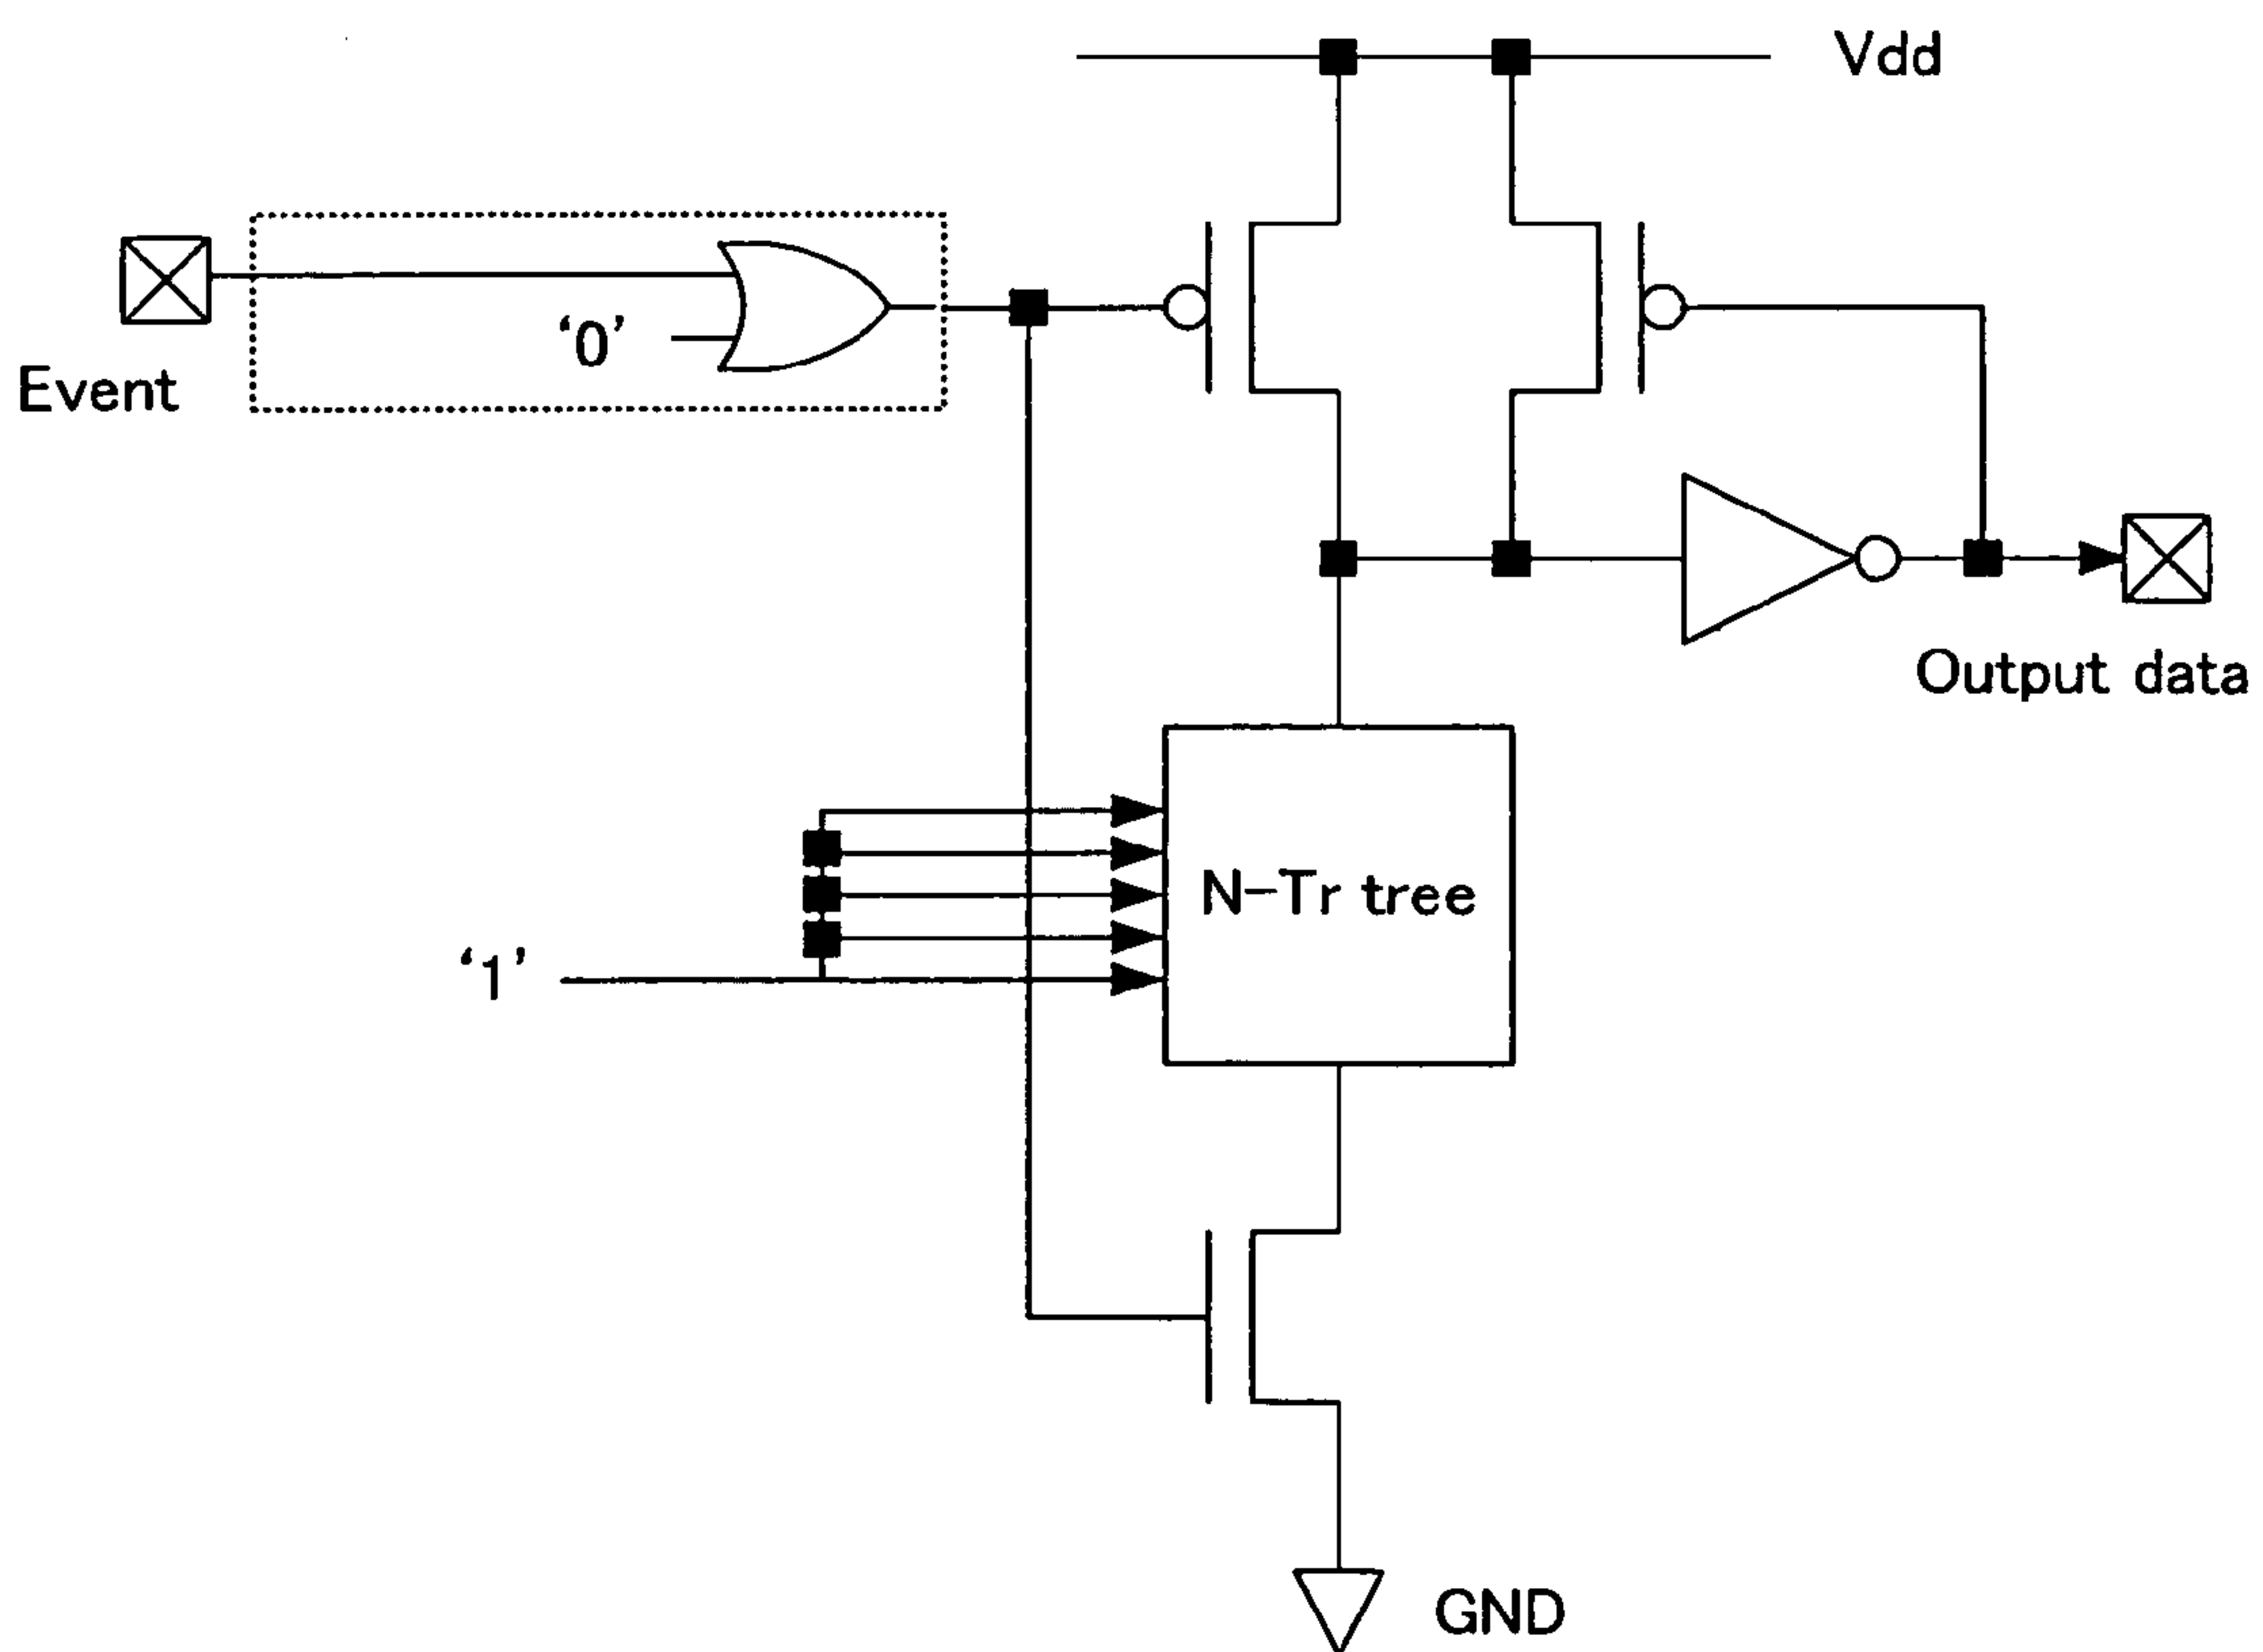 Vdd
Event
‘0’
Output data
N-Tr tree
‘1’
GND